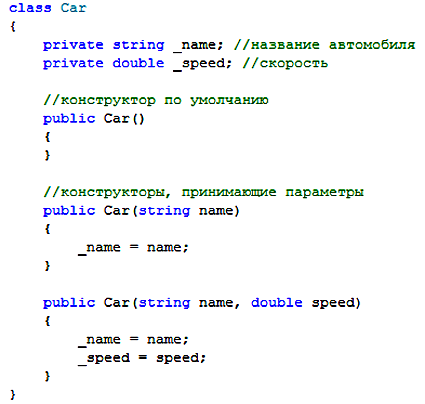 class Car
{
    private string _name; //название автомобиля
    private double _speed; //скорость

    //конструктор по умолчанию
    public Car()
    {
    }

    //конструкторы, принимающие параметры
    public Car(string name)
    {
        _name = name;
    }

    public Car(string name, double speed)
    {
        _name = name;
        _speed = speed;
    }
}